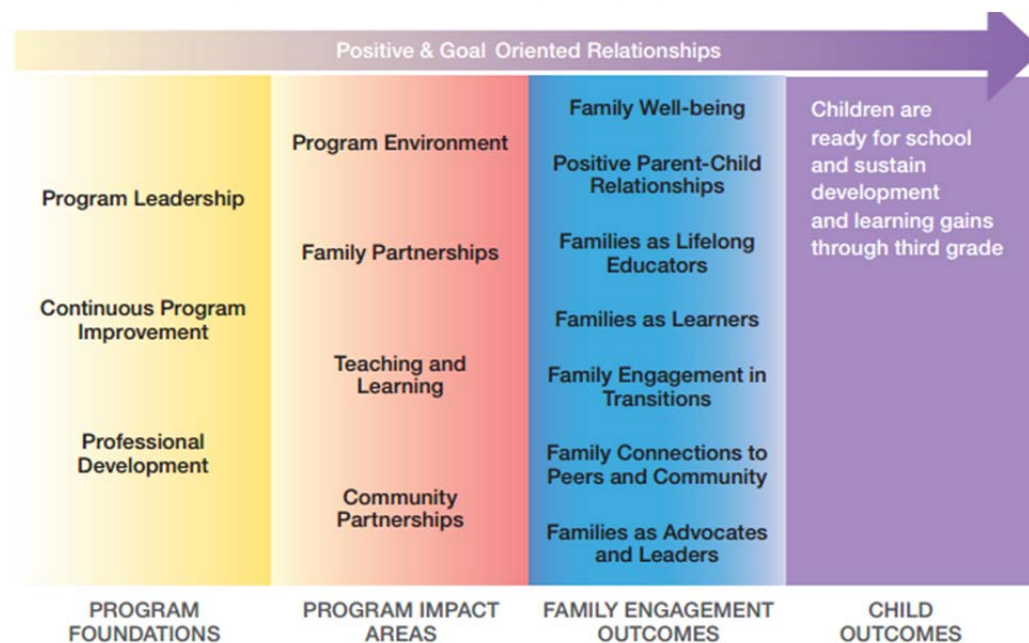 Positive & Goal Oriented Relationships
Program Leadership
Continuous Program
Improvement
Professional
Development
Program Environment
Family Partnerships
Teaching and
Learning
Community
Partnerships
Family Well-being
Positive Parent-Child
Relationships
Families as Lifelong
Educators
Families as Learners
Family Engagement in
Transitions
Family Connections to
Peers and Community
Families as Advocates
and Leaders
Children are
ready for school
and sustain
development
and learning gains
through third grade
PROGRAM
FOUNDATIONS
PROGRAM IMPACT
AREAS
FAMILY ENGAGEMENT
OUTCOMES
CHILD
OUTCOMES